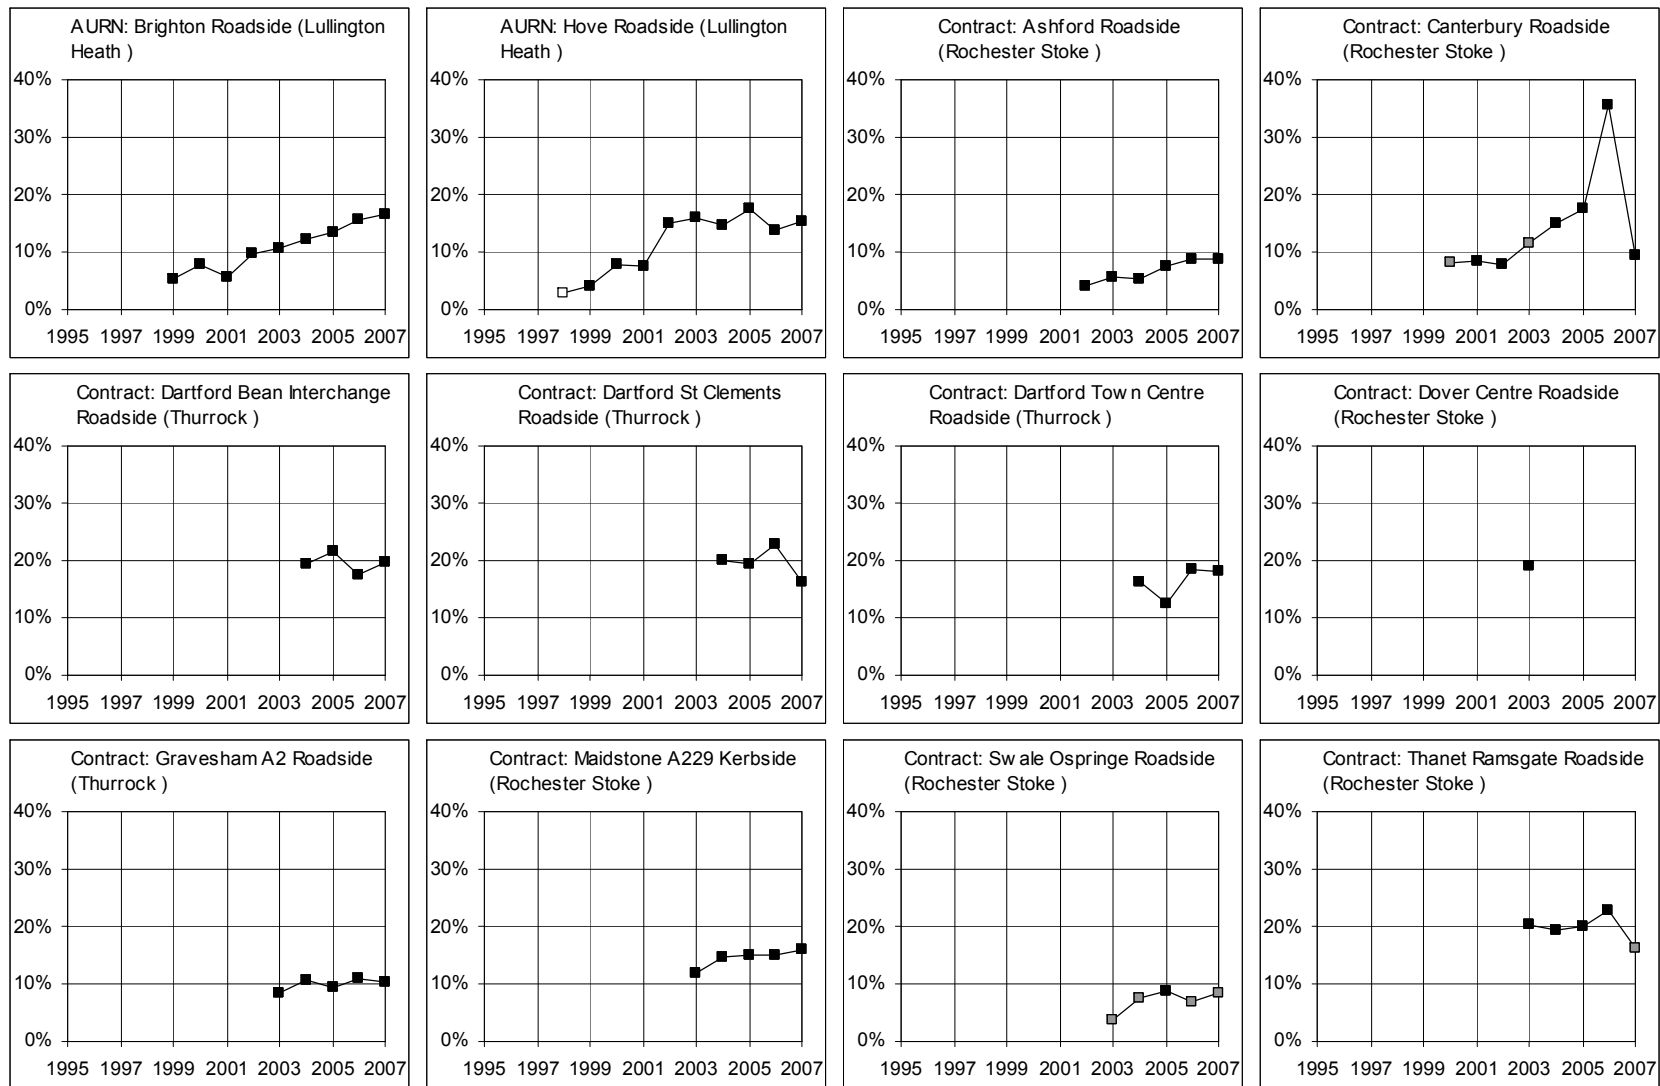 AURN: Brighton Roadside (Lullington
Heath )
40%
30%
20%
10%
0%
1995 1997 1999 2001 2003 2005 2007
AURN: Hove Roadside (Lullington
Heath )
40%
30%
20%
10%
0%
1995 1997 1999 2001 2003 2005 2007
Contract: Ashford Roadside
(Rochester Stoke )
40%
30%
20%
10%
0%
1995 1997 1999 2001 2003 2005 2007
Contract: Canterbury Roadside
(Rochester Stoke )
40%
30%
20%
10%
0%
1995 1997 1999 2001 2003 2005 2007
Contract: Dartford Bean Interchange
Roadside (Thurrock )
40%
30%
20%
10%
0%
1995 1997 1999 2001 2003 2005 2007
Contract: Dartford St Clements
Roadside (Thurrock )
40%
30%
20%
10%
0%
1995 1997 1999 2001 2003 2005 2007
Contract: Dartford Town Centre
Roadside (Thurrock )
40%
30%
20%
10%
0%
1995 1997 1999 2001 2003 2005 2007
Contract: Dover Centre Roadside
(Rochester Stoke )
40%
30%
20%
10%
0%
1995 1997 1999 2001 2003 2005 2007
Contract: Gravesham A2 Roadside
(Thurrock )
40%
30%
20%
10%
0%
1995 1997 1999 2001 2003 2005 2007
Contract: Maidstone A229 Kerbside
(Rochester Stoke )
40%
30%
20%
10%
0%
1995 1997 1999 2001 2003 2005 2007
Contract: Swale Ospringe Roadside
(Rochester Stoke )
40%
30%
20%
10%
0%
1995 1997 1999 2001 2003 2005 2007
Contract: Thanet Ramsgate Roadside
(Rochester Stoke )
40%
30%
20%
10%
0%
1995 1997 1999 2001 2003 2005 2007